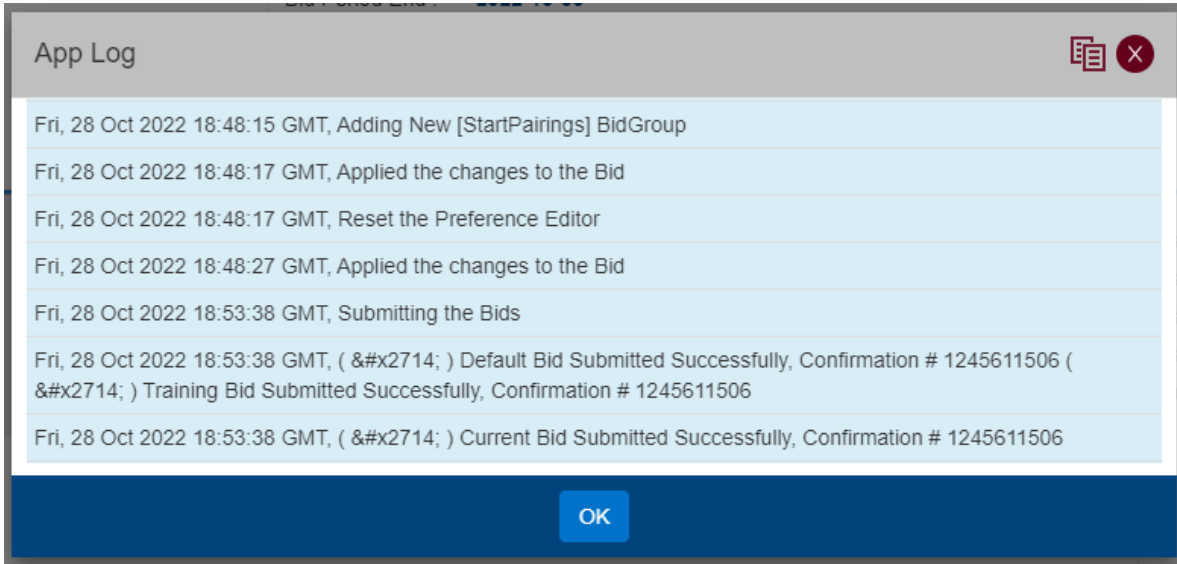 App Log
X
Fri, 28 Oct 2022 18:48:15 GMT, Adding New [StartPairings] BidGroup
Fri, 28 Oct 2022 18:48:17 GMT, Applied the changes to the Bid
Fri, 28 Oct 2022 18:48:17 GMT, Reset the Preference Editor
Fri, 28 Oct 2022 18:48:27 GMT, Applied the changes to the Bid
Fri, 28 Oct 2022 18:53:38 GMT, Submitting the Bids
Fri, 28 Oct 2022 18:53:38 GMT, ( &#x2714; ) Default Bid Submitted Successfully, Confirmation # 1245611506 (
&#x2714; ) Training Bid Submitted Successfully, Confirmation # 1245611506
Fri, 28 Oct 2022 18:53:38 GMT, ( &#x2714; ) Current Bid Submitted Successfully, Confirmation # 1245611506
OK